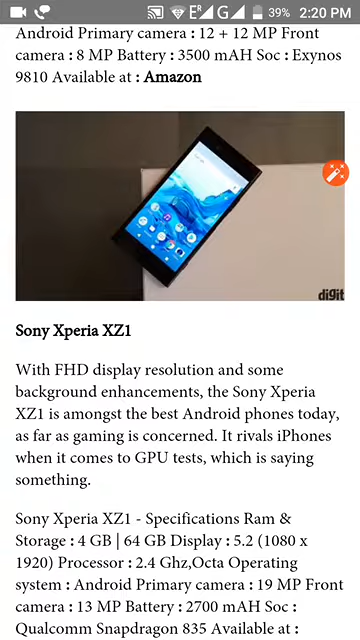 ER G 39% 2:20 PM
Android Primary camera : 12 + 12 MP Front
camera : 8 MP Battery : 3500 mAH Soc : Exynos
9810 Available at : Amazon
digit
Sony Xperia XZ1
With FHD display resolution and some
background enhancements, the Sony Xperia
XZ1 is amongst the best Android phones today,
as far as gaming is concerned. It rivals iPhones
when it comes to GPU tests, which is saying
something.
Sony Xperia XZ1 - Specifications Ram &
Storage : 4 GB | 64 GB Display : 5.2 (1080 x
1920) Processor : 2.4 Ghz,Octa Operating
system : Android Primary camera : 19 MP Front
camera : 13 MP Battery : 2700 mAH Soc :
Qualcomm Snapdragon 835 Available at :